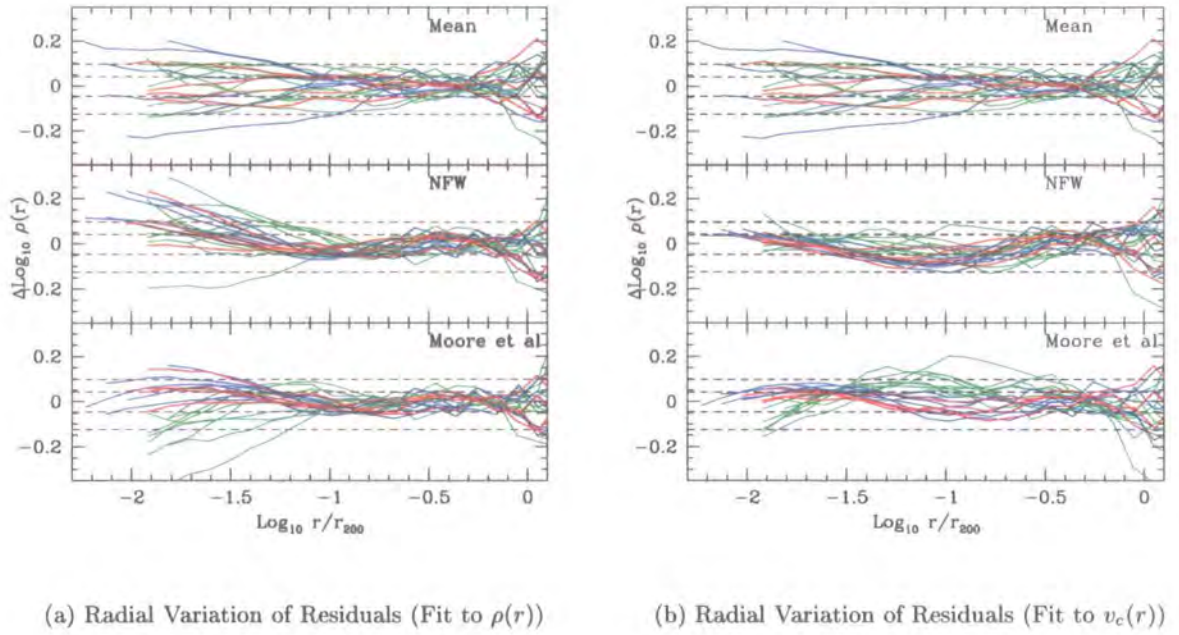 Mean
0.2
0
−0.2
NFW
0.2
0
−0.2
ΔLog₁₀ ρ(r)
Moore et al
0.2
0
−0.2
−2 −1.5 −1 −0.5 0
Log₁₀ r/r₂₀₀
(a) Radial Variation of Residuals (Fit to ρ(r))
Mean
0.2
0
−0.2
NFW
0.2
0
−0.2
ΔLog₁₀ ρ(r)
Moore et al
0.2
0
−0.2
−2 −1.5 −1 −0.5 0
Log₁₀ r/r₂₀₀
(b) Radial Variation of Residuals (Fit to v_c(r))